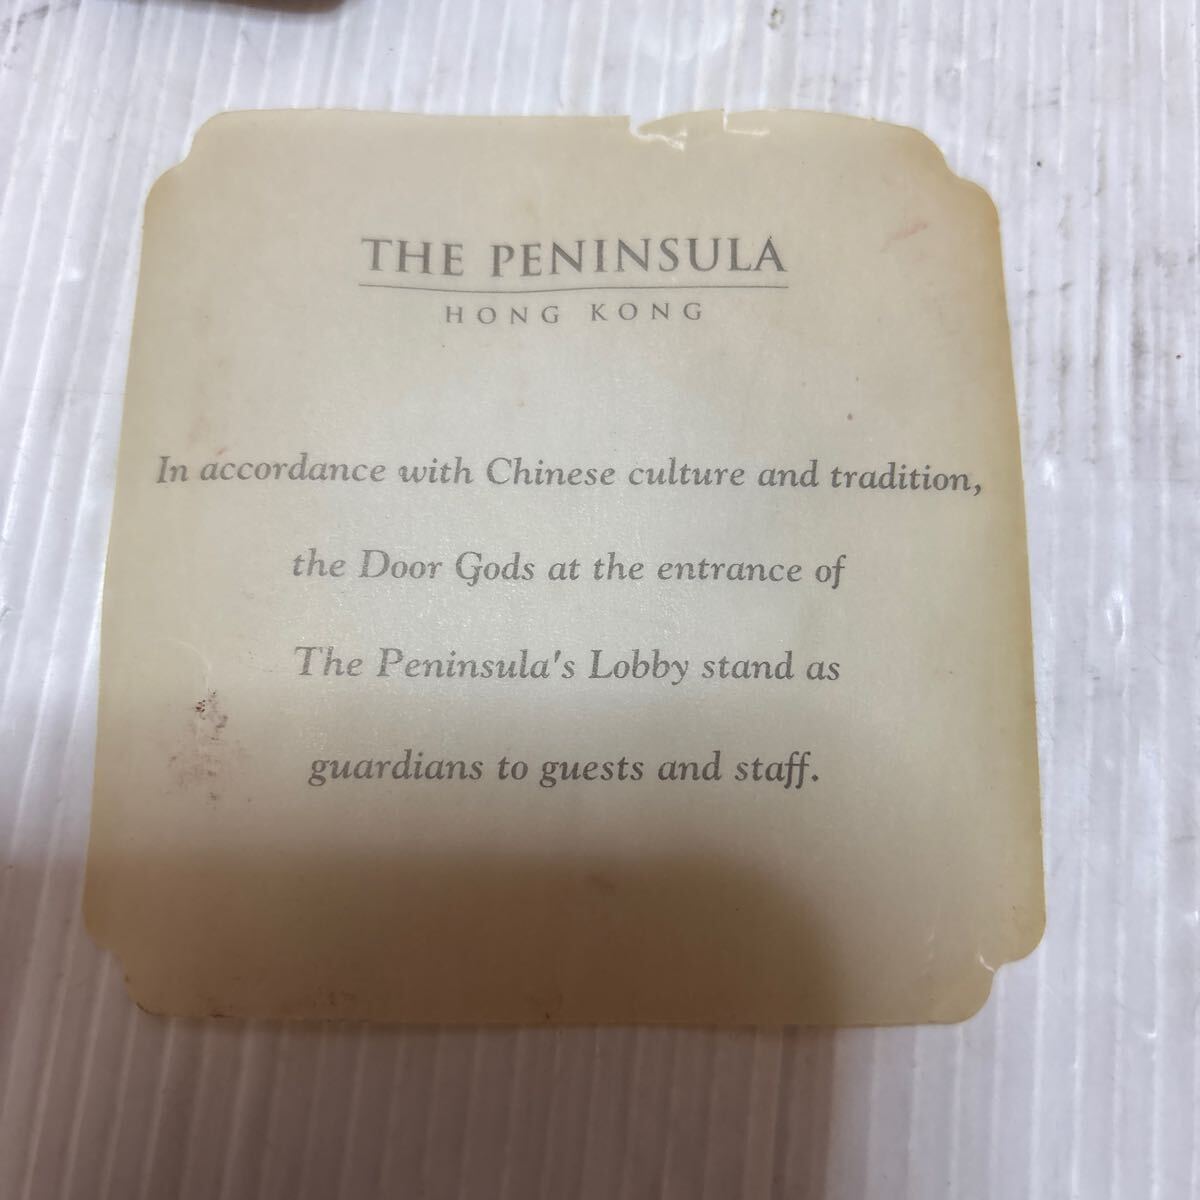 THE PENINSULA
HONG KONG
In accordance with Chinese culture and tradition,
the Door Gods at the entrance of
The Peninsula's Lobby stand as
guardians to guests and staff.